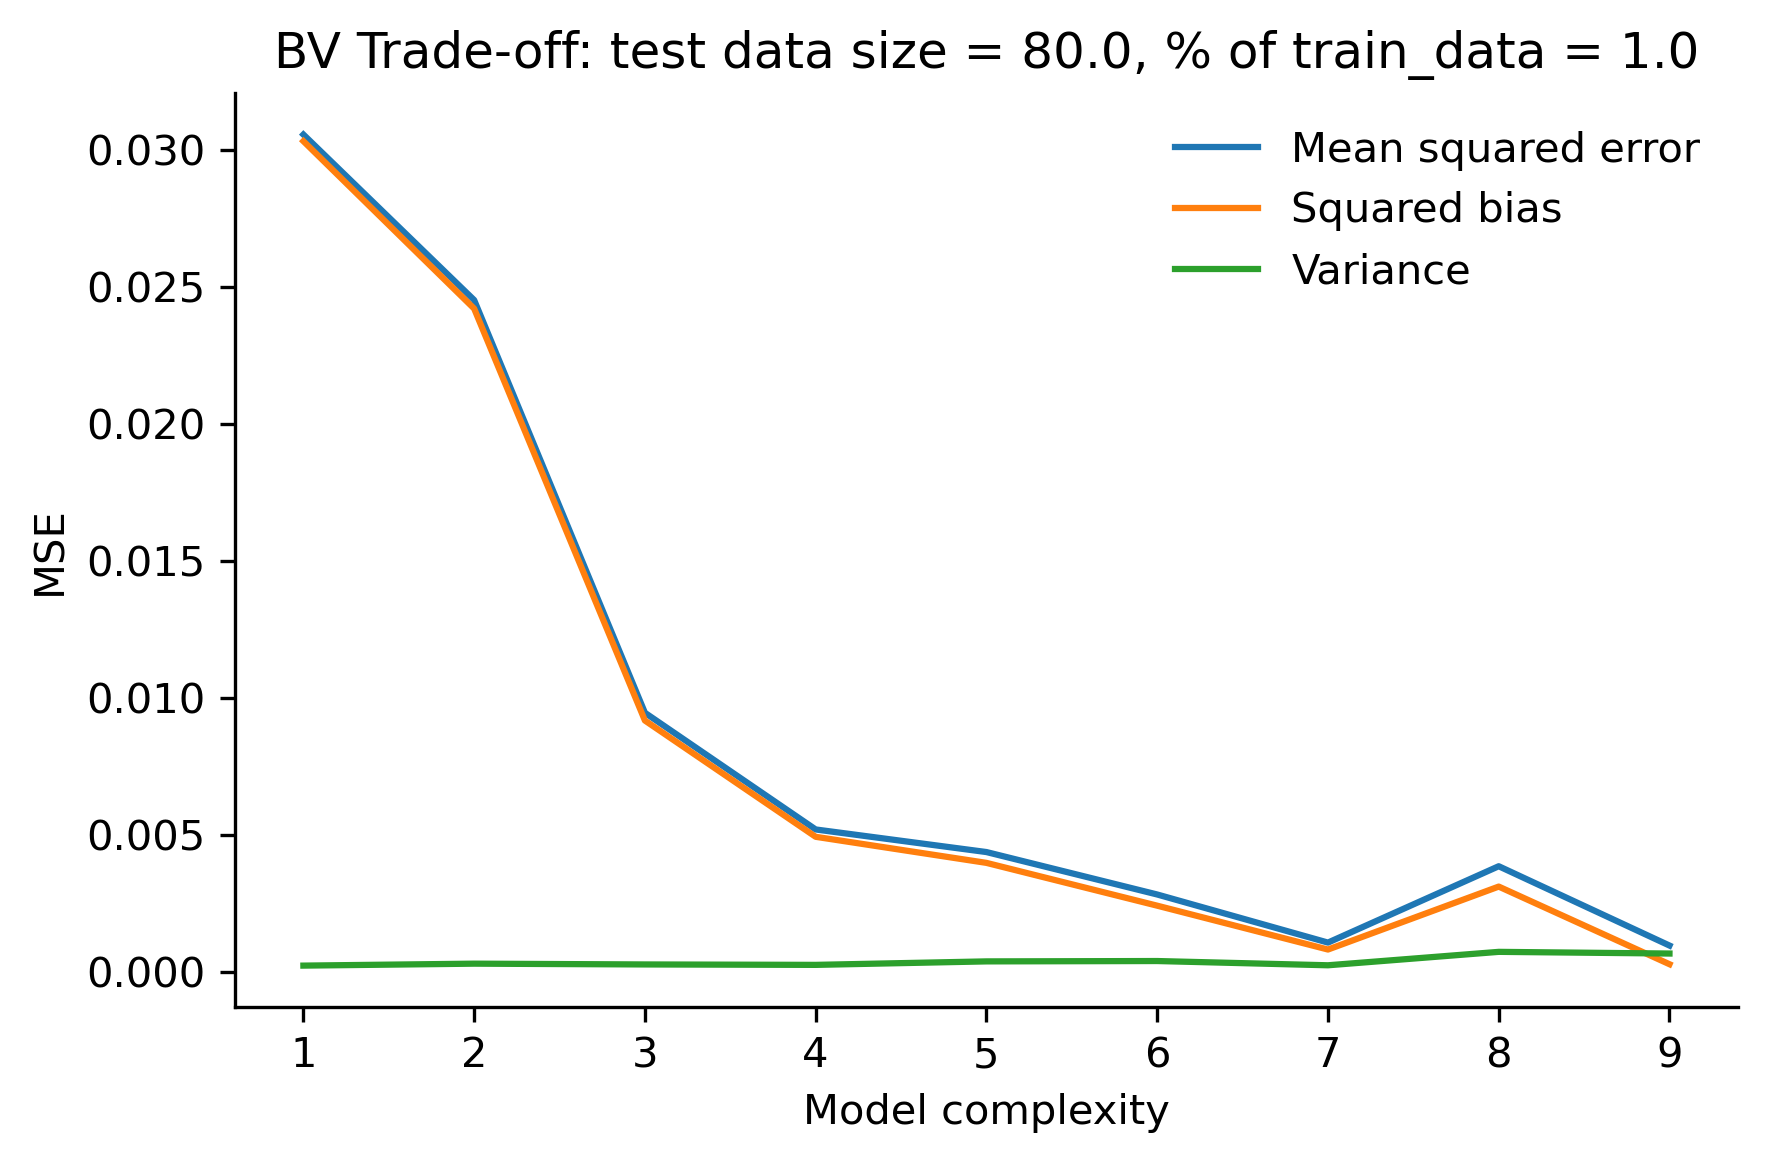 BV Trade-off: test data size = 80.0, % of train_data = 1.0
Mean squared error
Squared bias
Variance
0.030
0.025
0.020
0.015
0.010
0.005
0.000
MSE
1 2 3 4 5 6 7 8 9
Model complexity